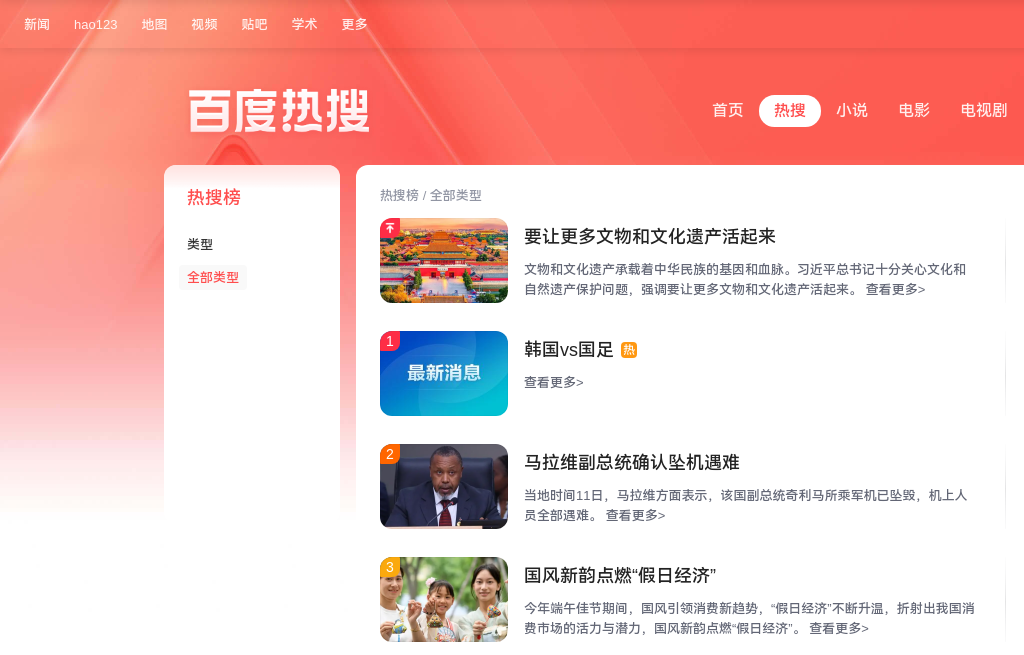 新闻 hao123 地图 视频 贴吧 学术 更多
百度热搜
首页 热搜 小说 电影 电视剧
热搜榜
类型
全部类型
热搜榜 / 全部类型
要让更多文物和文化遗产活起来
文物和文化遗产承载着中华民族的基因和血脉。习近平总书记十分关心文化和
自然遗产保护问题，强调要让更多文物和文化遗产活起来。 查看更多>
1
最新消息
韩国vs国足 热
查看更多>
2
马拉维副总统确认坠机遇难
当地时间11日，马拉维方面表示，该国副总统奇利马所乘军机已坠毁，机上人
员全部遇难。 查看更多>
3
国风新韵点燃“假日经济”
今年端午佳节期间，国风引领消费新趋势，“假日经济”不断升温，折射出我国消
费市场的活力与潜力，国风新韵点燃“假日经济”。 查看更多>